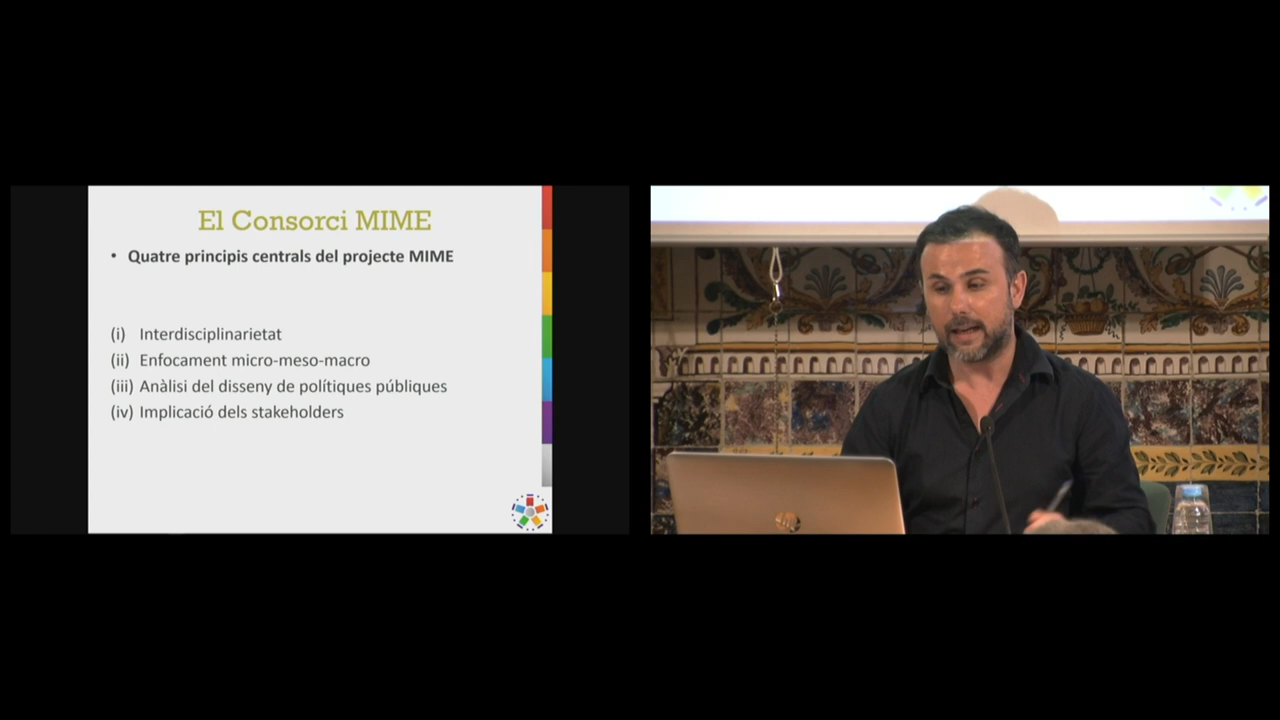 El Consorci MIME
• Quatre principis centrals del projecte MIME
(i) Interdisciplinarietat
(ii) Enfocament micro-meso-macro
(iii) Anàlisi del disseny de polítiques públiques
(iv) Implicació dels stakeholders
hp